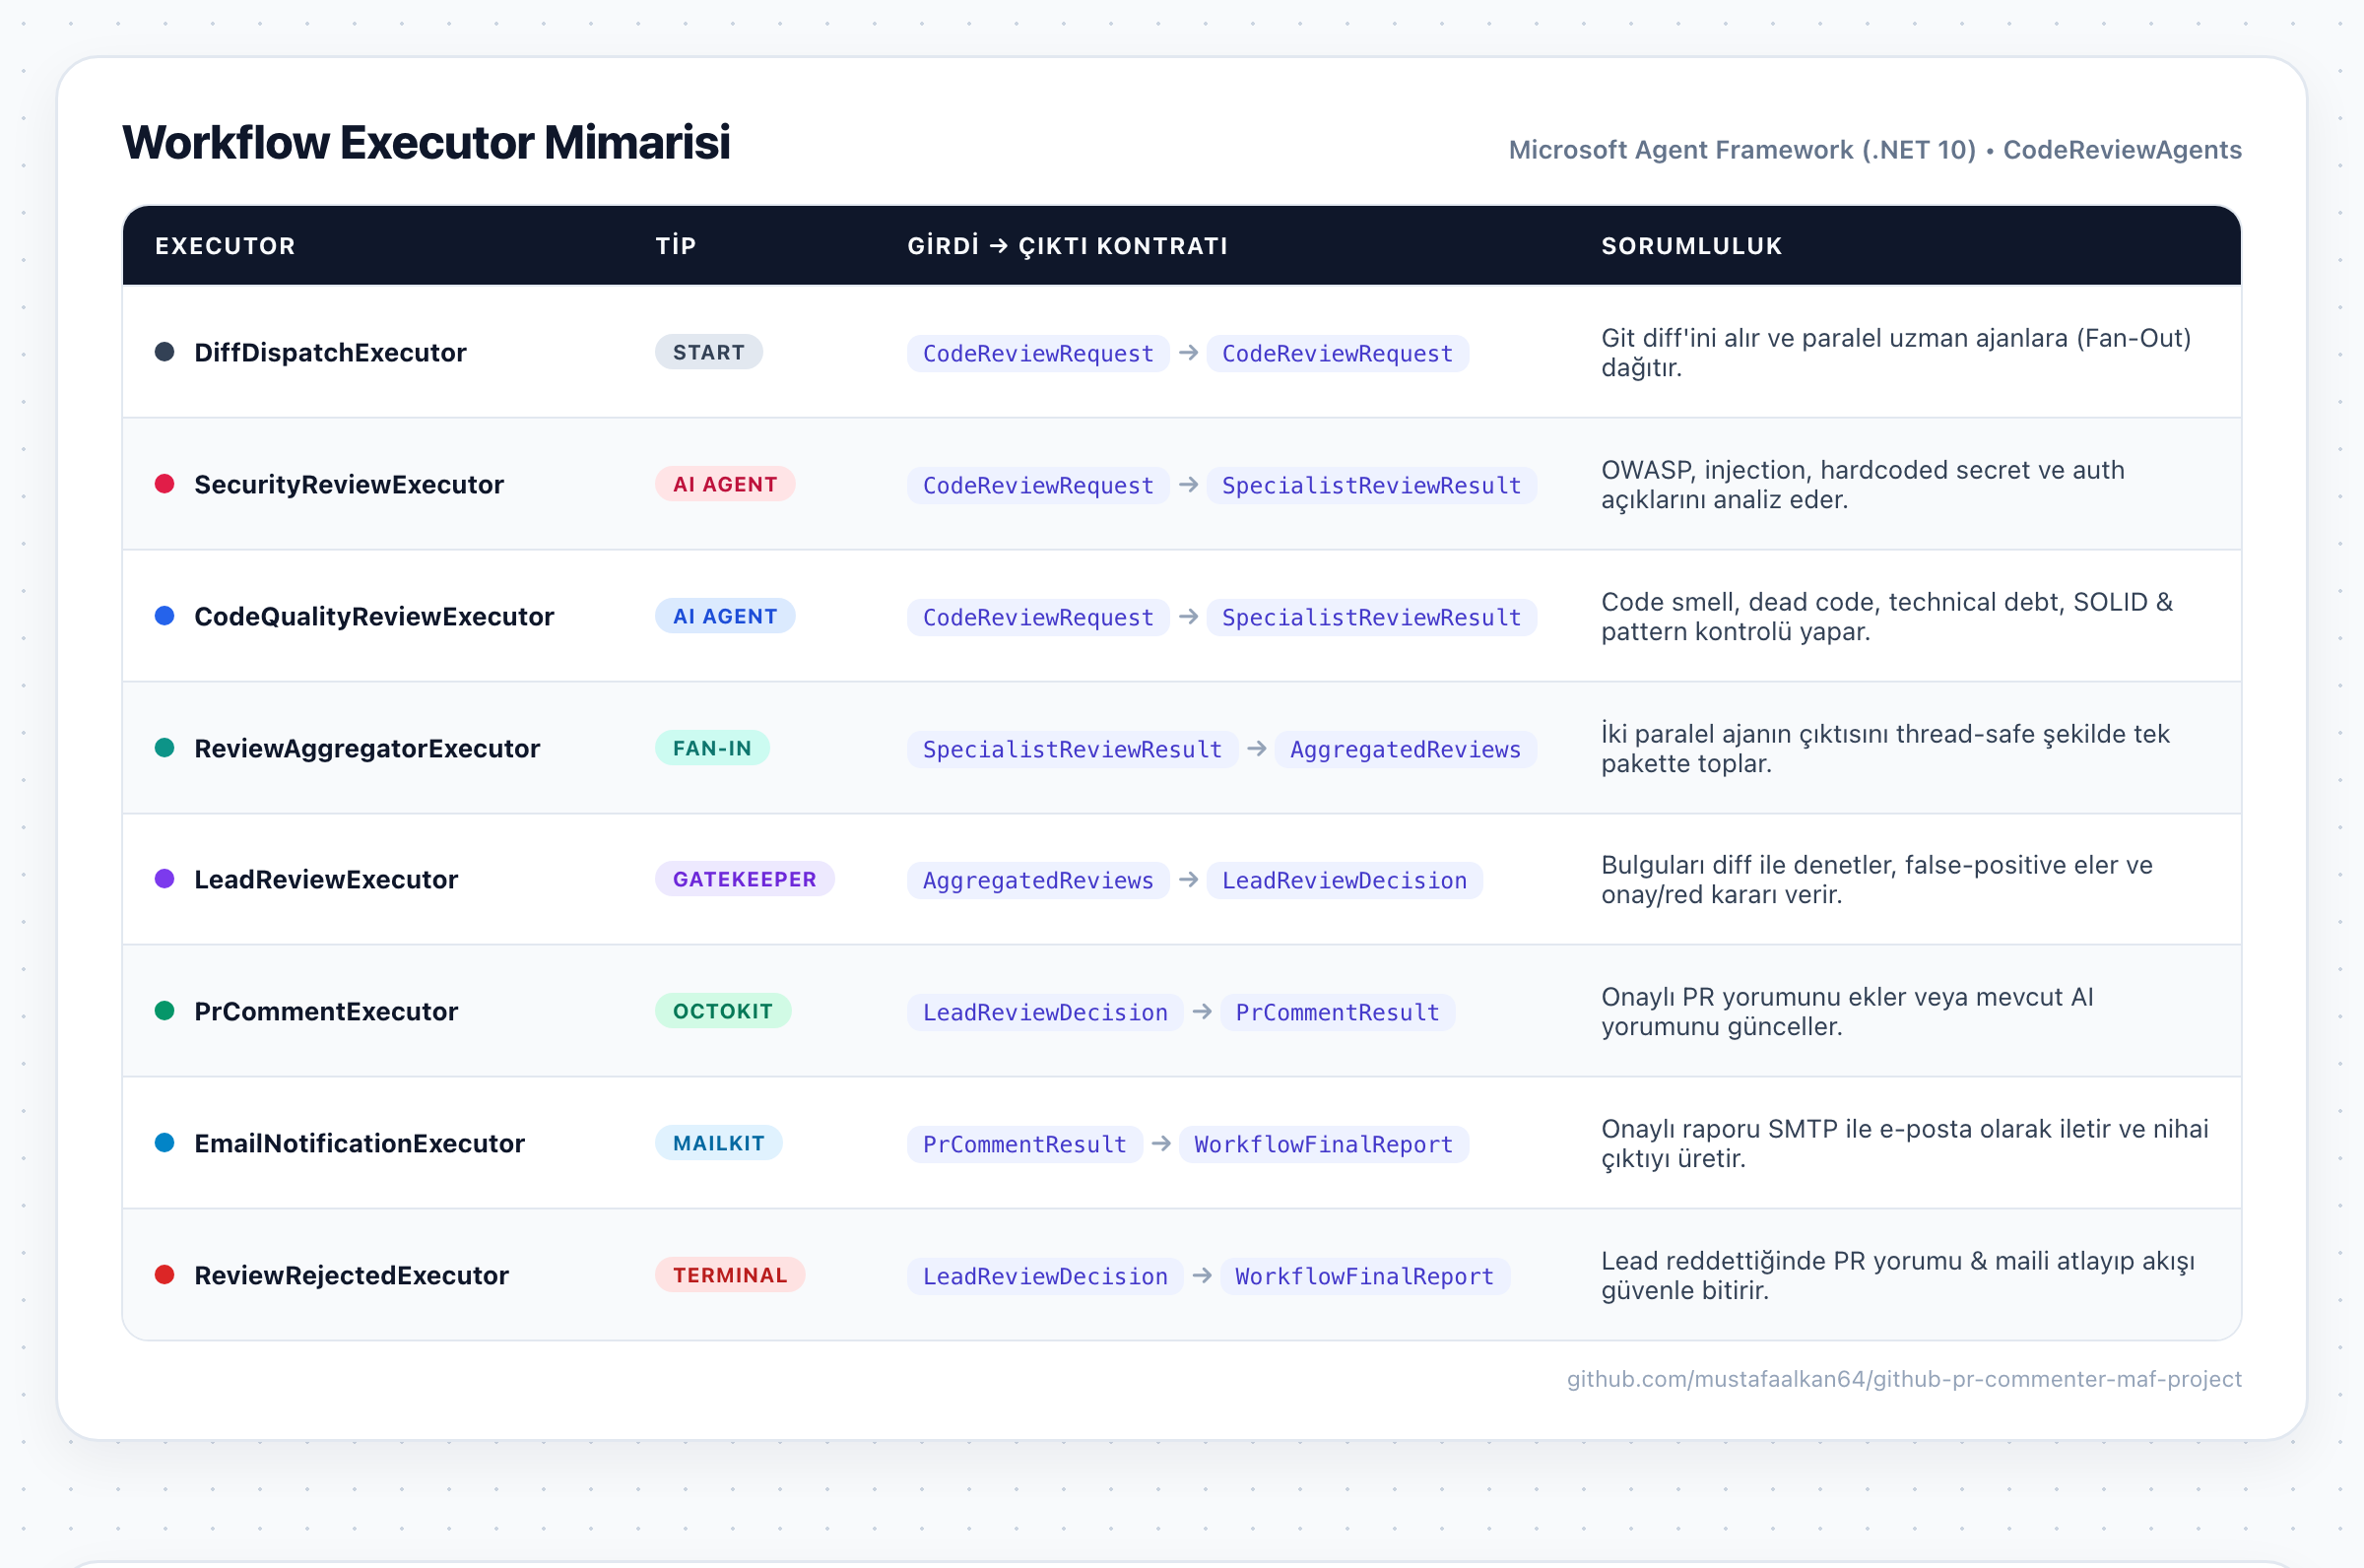 Workflow Executor Mimarisi
Microsoft Agent Framework (.NET 10) • CodeReviewAgents
EXECUTOR TİP GİRDİ → ÇIKTI KONTRATI SORUMLULUK
DiffDispatchExecutor START CodeReviewRequest → CodeReviewRequest Git diff'ini alır ve paralel uzman ajanlara (Fan-Out)
dağıtır.
SecurityReviewExecutor AI AGENT CodeReviewRequest → SpecialistReviewResult OWASP, injection, hardcoded secret ve auth
açıklarını analiz eder.
CodeQualityReviewExecutor AI AGENT CodeReviewRequest → SpecialistReviewResult Code smell, dead code, technical debt, SOLID &
pattern kontrolü yapar.
ReviewAggregatorExecutor FAN-IN SpecialistReviewResult → AggregatedReviews İki paralel ajanın çıktısını thread-safe şekilde tek
pakette toplar.
LeadReviewExecutor GATEKEEPER AggregatedReviews → LeadReviewDecision Bulguları diff ile denetler, false-positive eler ve
onay/red kararı verir.
PrCommentExecutor OCTOKIT LeadReviewDecision → PrCommentResult Onaylı PR yorumunu ekler veya mevcut AI
yorumunu günceller.
EmailNotificationExecutor MAILKIT PrCommentResult → WorkflowFinalReport Onaylı raporu SMTP ile e-posta olarak iletir ve nihai
çıktıyı üretir.
ReviewRejectedExecutor TERMINAL LeadReviewDecision → WorkflowFinalReport Lead reddettiğinde PR yorumu & maili atlayıp akışı
güvenle bitirir.
github.com/mustafaalkan64/github-pr-commenter-maf-project